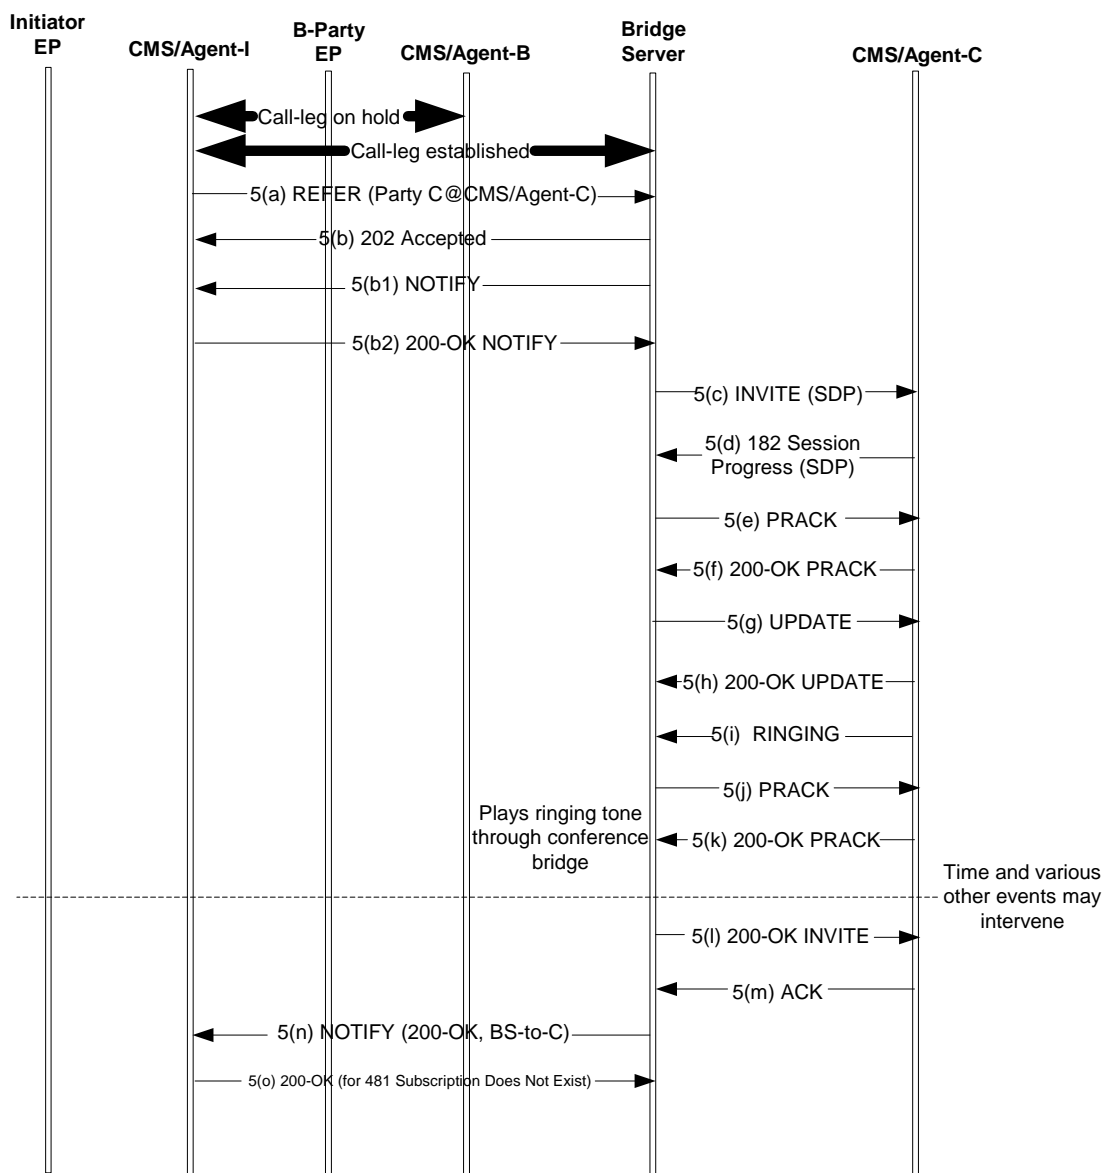 Initiator
EP
CMS/Agent-I
B-Party
EP
CMS/Agent-B
Bridge
Server
CMS/Agent-C
Call-leg on hold
Call-leg established
5(a) REFER (Party C@CMS/Agent-C)
5(b) 202 Accepted
5(b1) NOTIFY
5(b2) 200-OK NOTIFY
5(c) INVITE (SDP)
5(d) 182 Session
Progress (SDP)
5(e) PRACK
5(f) 200-OK PRACK
5(g) UPDATE
5(h) 200-OK UPDATE
5(i) RINGING
5(j) PRACK
Plays ringing tone
through conference
bridge
5(k) 200-OK PRACK
Time and various
other events may
intervene
5(l) 200-OK INVITE
5(m) ACK
5(n) NOTIFY (200-OK, BS-to-C)
5(o) 200-OK (for 481 Subscription Does Not Exist)